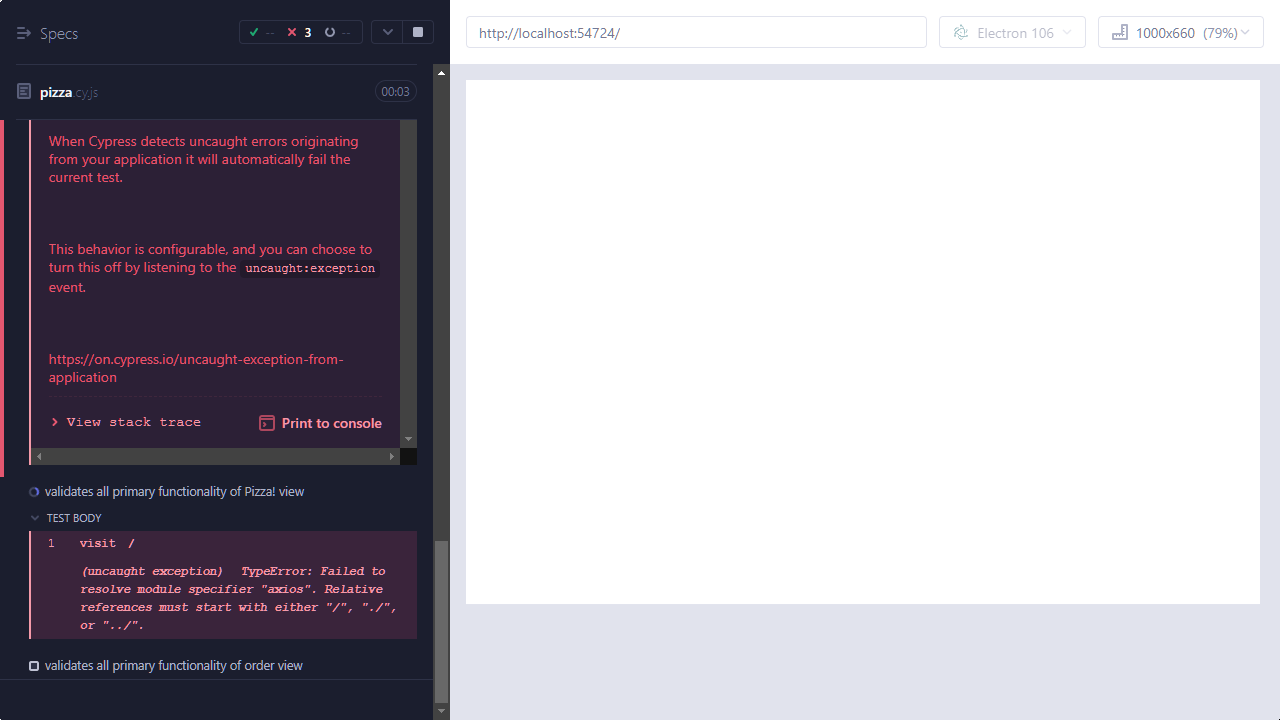 Specs
-- 3 --
http://localhost:54724/
Electron 106
1000x660 (79%)
pizza.cy.js
00:03
When Cypress detects uncaught errors originating
from your application it will automatically fail the
current test.
This behavior is configurable, and you can choose to
turn this off by listening to the uncaught:exception
event.
https://on.cypress.io/uncaught-exception-from-
application
View stack trace
Print to console
validates all primary functionality of Pizza! view
TEST BODY
1 visit /
(uncaught exception) TypeError: Failed to
resolve module specifier "axios". Relative
references must start with either "/", "./",
or "../".
validates all primary functionality of order view